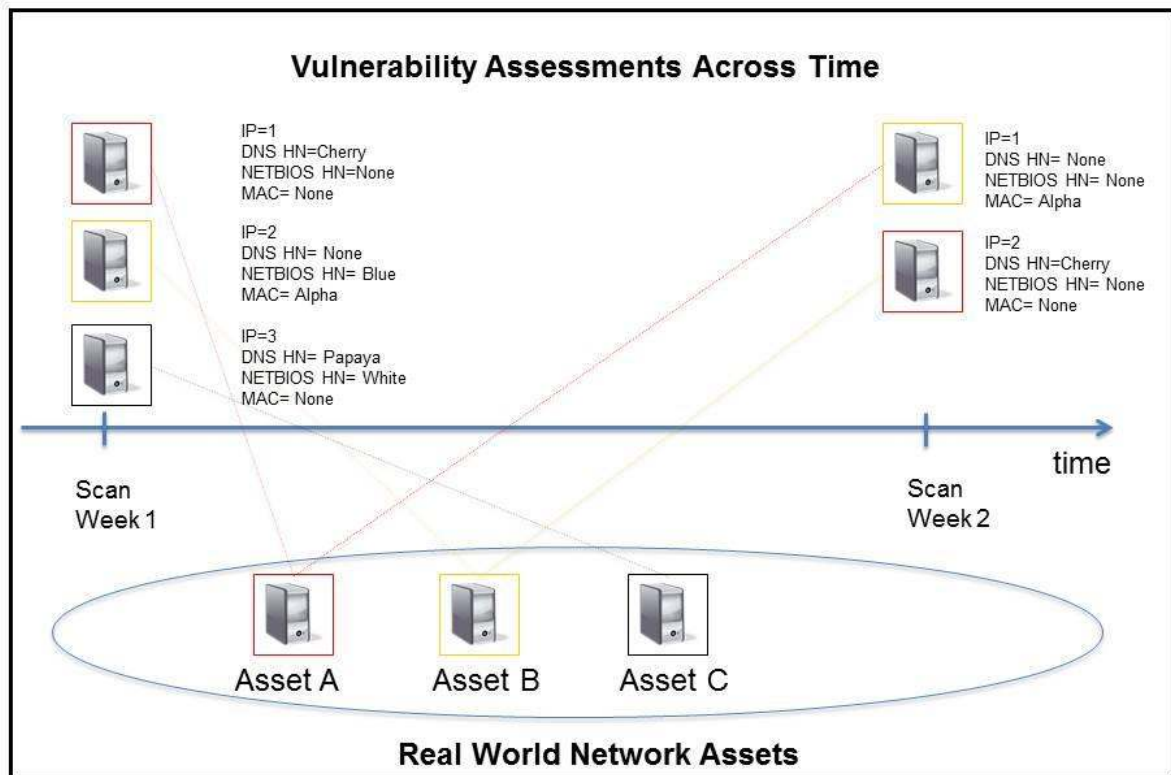 Vulnerability Assessments Across Time
IP=1
DNS HN=Cherry
NETBIOS HN=None
MAC= None
IP=2
DNS HN= None
NETBIOS HN= Blue
MAC= Alpha
IP=3
DNS HN= Papaya
NETBIOS HN= White
MAC= None
IP=1
DNS HN= None
NETBIOS HN= None
MAC= Alpha
IP=2
DNS HN=Cherry
NETBIOS HN= None
MAC= None
time
Scan
Week 1
Scan
Week 2
Asset A
Asset B
Asset C
Real World Network Assets